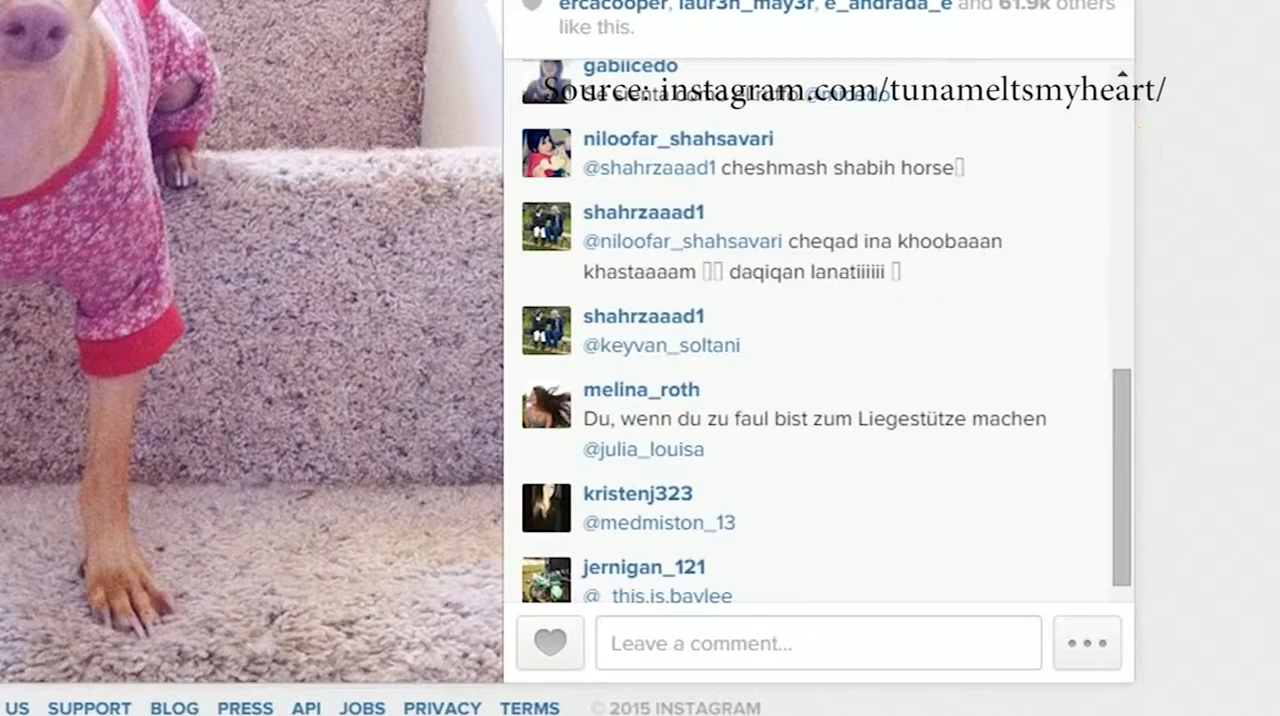 ercacooper, laur3n_may3r, e_andrada_e and 61.9k others
like this.
gabiicedo
Source: instagram.com/tunameltsmyheart/
niloofar_shahsavari
@shahrzaaad1 cheshmash shabih horse
shahrzaaad1
@niloofar_shahsavari cheqad ina khoobaaan
khastaaaam daqiqan lanatiiiiii
shahrzaaad1
@keyvan_soltani
melina_roth
Du, wenn du zu faul bist zum Liegestütze machen
@julia_louisa
kristenj323
@medmiston_13
jernigan_121
@_this.is.baylee
Leave a comment...
US SUPPORT BLOG PRESS API JOBS PRIVACY TERMS © 2015 INSTAGRAM